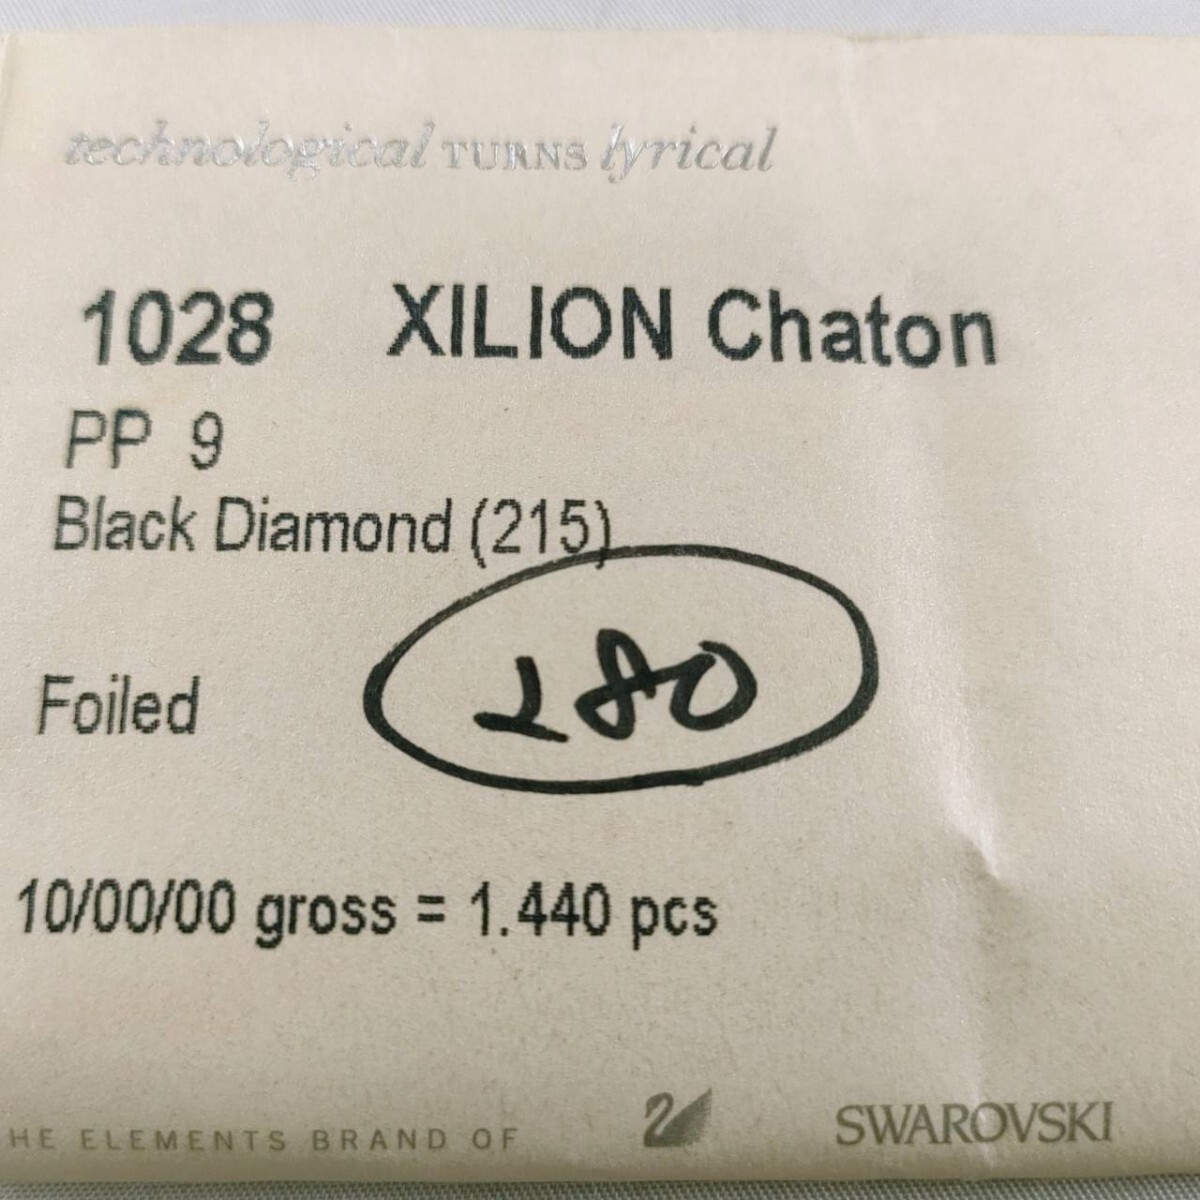 technological TURNS lyrical
1028 XILION Chaton
PP 9
Black Diamond (215)
280
Foiled
10/00/00 gross = 1.440 pcs
HE ELEMENTS BRAND OF SWAROVSKI